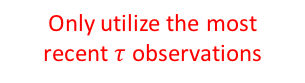 Only utilize the most
recent 𝜏 observations